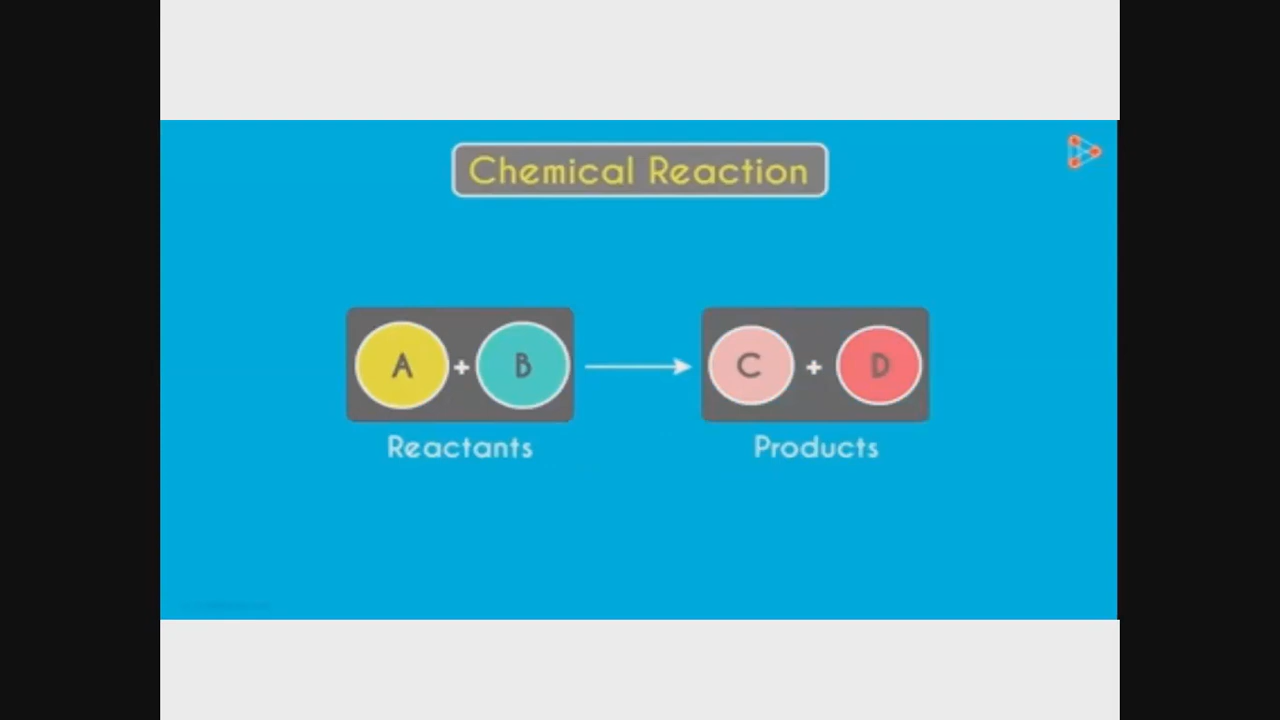 Chemical Reaction
A + B → C + D
Reactants Products